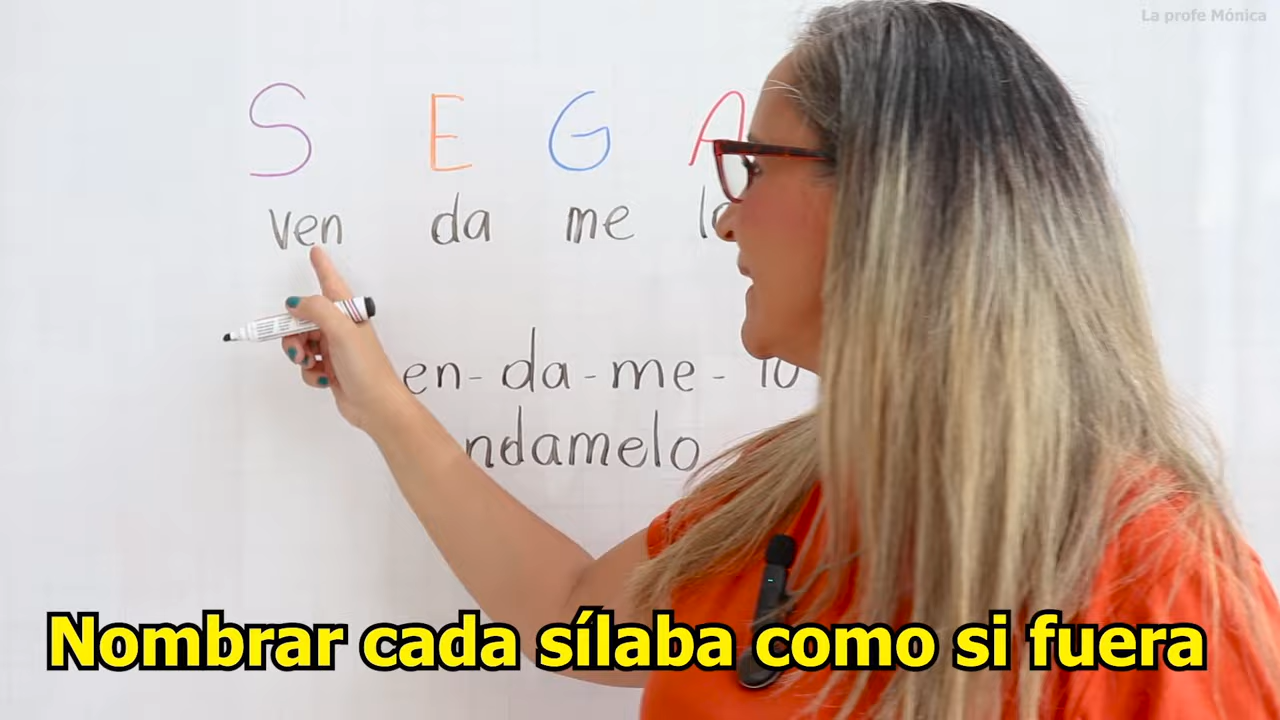 La profe Mónica
S E G A
ven da me lo
en-da-me-lo
ndamelo
Nombrar cada sílaba como si fuera